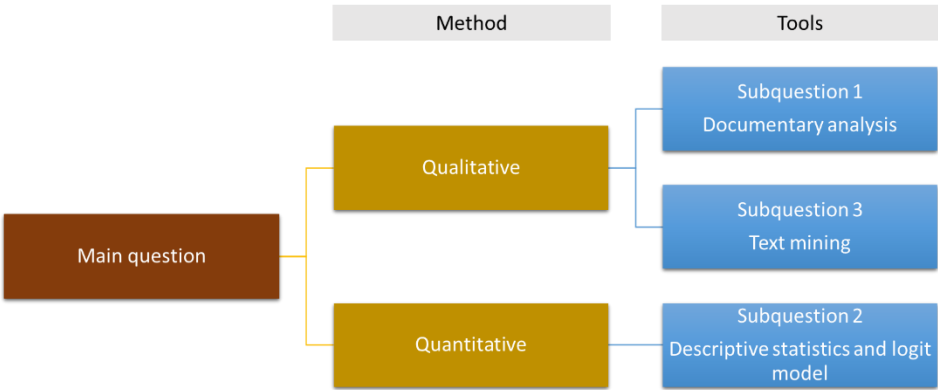 Method
Tools
Main question
Qualitative
Quantitative
Subquestion 1
Documentary analysis
Subquestion 3
Text mining
Subquestion 2
Descriptive statistics and logit
model